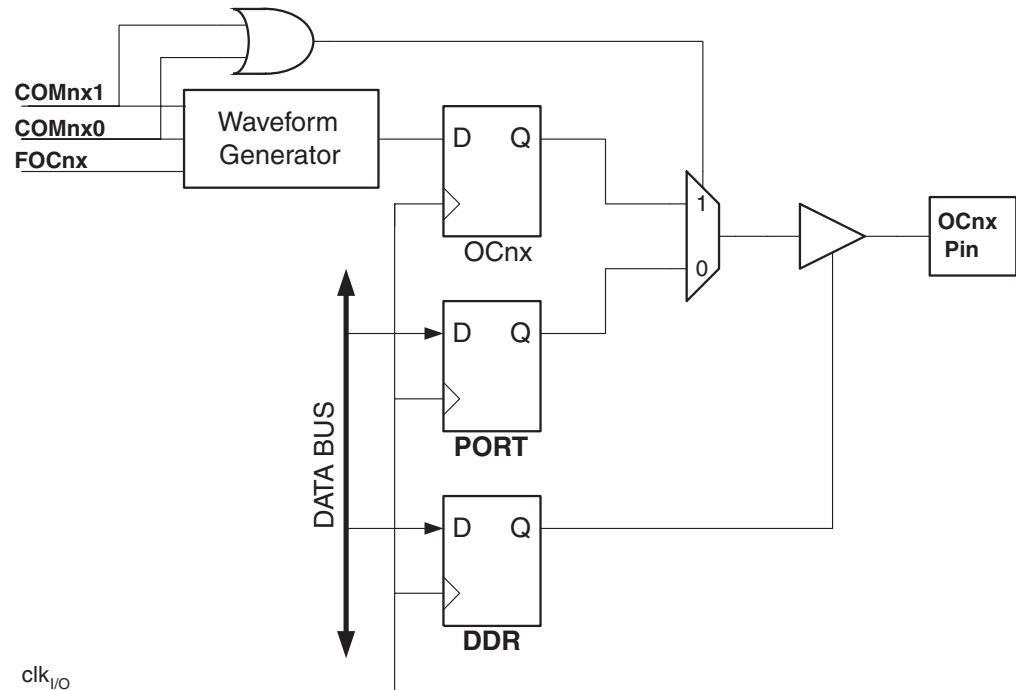 COMnx1
COMnx0
FOCnx
Waveform
Generator
D Q
OCnx
1
0
OCnx
Pin
D Q
PORT
DATA BUS
D Q
DDR
clkI/O